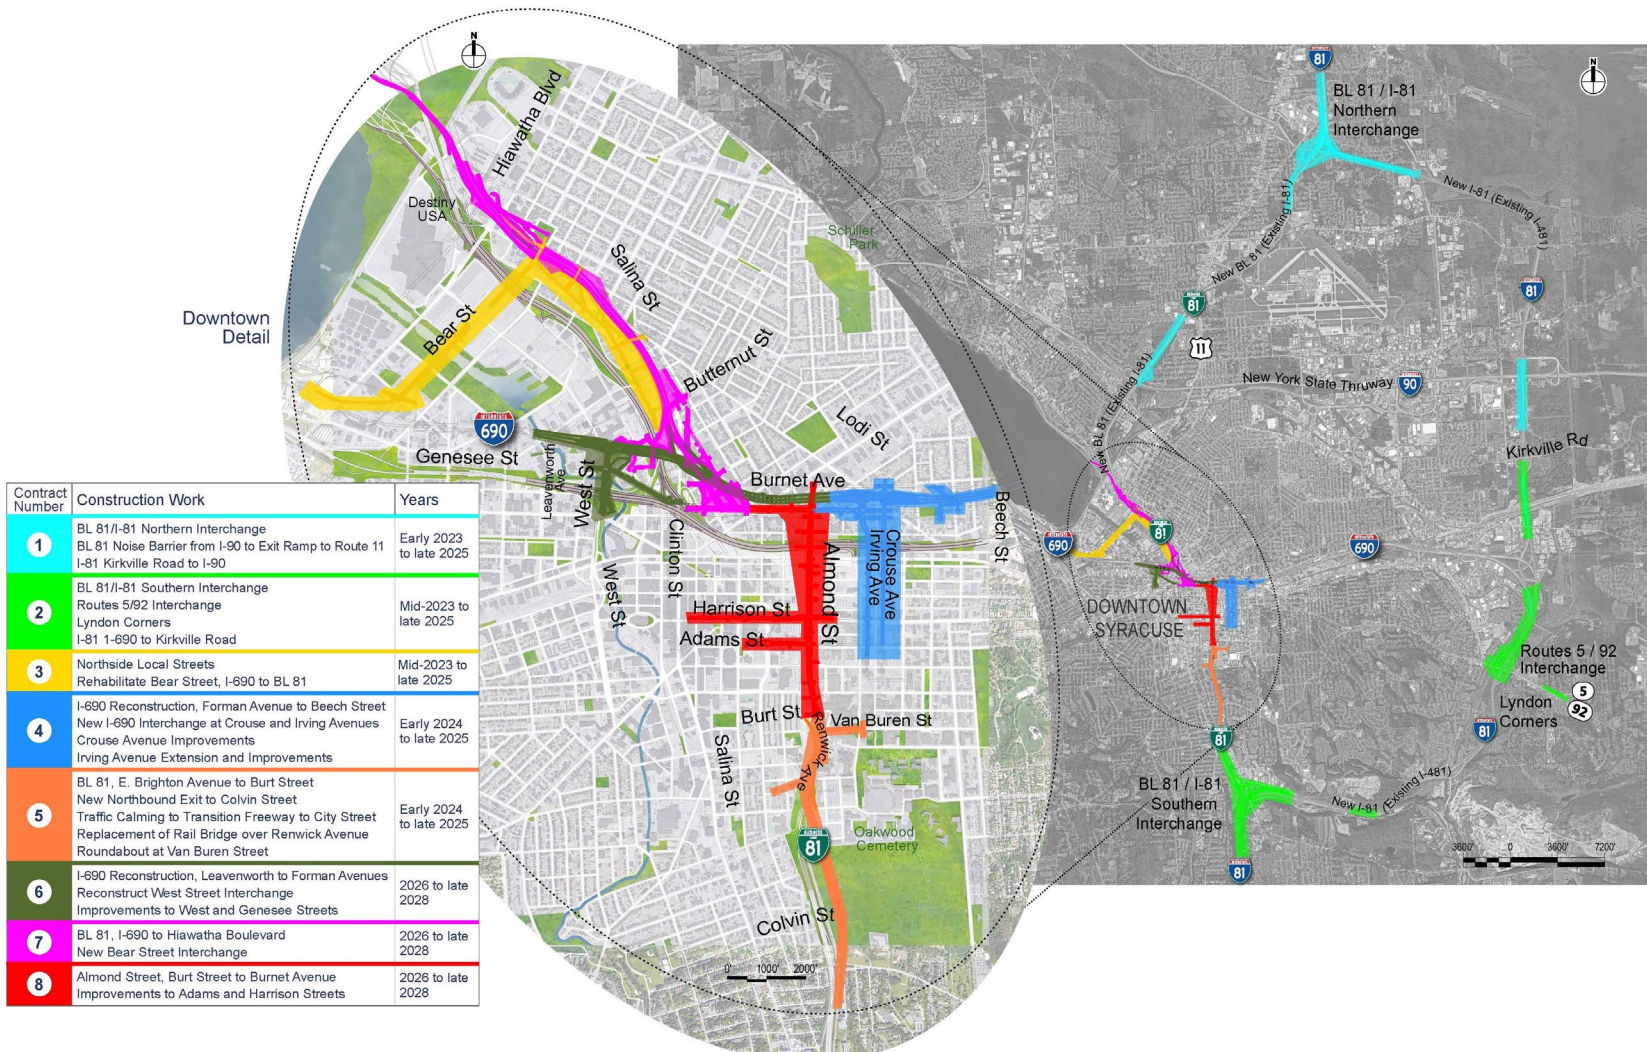 N
Hiawatha Blvd
Destiny
USA
Salina St
Schiller
Park
Downtown
Detail
Bear St
Butternut St
Lodi St
690
Genesee St
Leavenworth
Ave
West St
Burnet Ave
Beech St
Clinton St
Crouse Ave
Irving Ave
Almond St
West St
Harrison St
Adams St
Burt St
Van Buren St
Renwick
Ave
Salina St
Oakwood
Cemetery
81
Colvin St
0' 1000' 2000'
Contract
Number
Construction Work
Years
1
BL 81/I-81 Northern Interchange
BL 81 Noise Barrier from I-90 to Exit Ramp to Route 11
I-81 Kirkville Road to I-90
Early 2023
to late 2025
2
BL 81/I-81 Southern Interchange
Routes 5/92 Interchange
Lyndon Corners
I-81 1-690 to Kirkville Road
Mid-2023 to
late 2025
3
Northside Local Streets
Rehabilitate Bear Street, I-690 to BL 81
Mid-2023 to
late 2025
4
I-690 Reconstruction, Forman Avenue to Beech Street
New I-690 Interchange at Crouse and Irving Avenues
Crouse Avenue Improvements
Irving Avenue Extension and Improvements
Early 2024
to late 2025
5
BL 81, E. Brighton Avenue to Burt Street
New Northbound Exit to Colvin Street
Traffic Calming to Transition Freeway to City Street
Replacement of Rail Bridge over Renwick Avenue
Roundabout at Van Buren Street
Early 2024
to late 2025
6
I-690 Reconstruction, Leavenworth to Forman Avenues
Reconstruct West Street Interchange
Improvements to West and Genesee Streets
2026 to late
2028
7
BL 81, I-690 to Hiawatha Boulevard
New Bear Street Interchange
2026 to late
2028
8
Almond Street, Burt Street to Burnet Avenue
Improvements to Adams and Harrison Streets
2026 to late
2028
81
N
BL 81 / I-81
Northern
Interchange
New I-81 (Existing I-481)
New BL 81 (Existing I-81)
81
81
11
New York State Thruway
90
New BL 81 (Existing I-81)
Kirkville Rd
690
81
690
DOWNTOWN
SYRACUSE
Routes 5 / 92
Interchange
5
92
Lyndon
Corners
81
81
BL 81 / I-81
Southern
Interchange
New I-81 (Existing I-481)
81
3600' 0 3600' 7200'